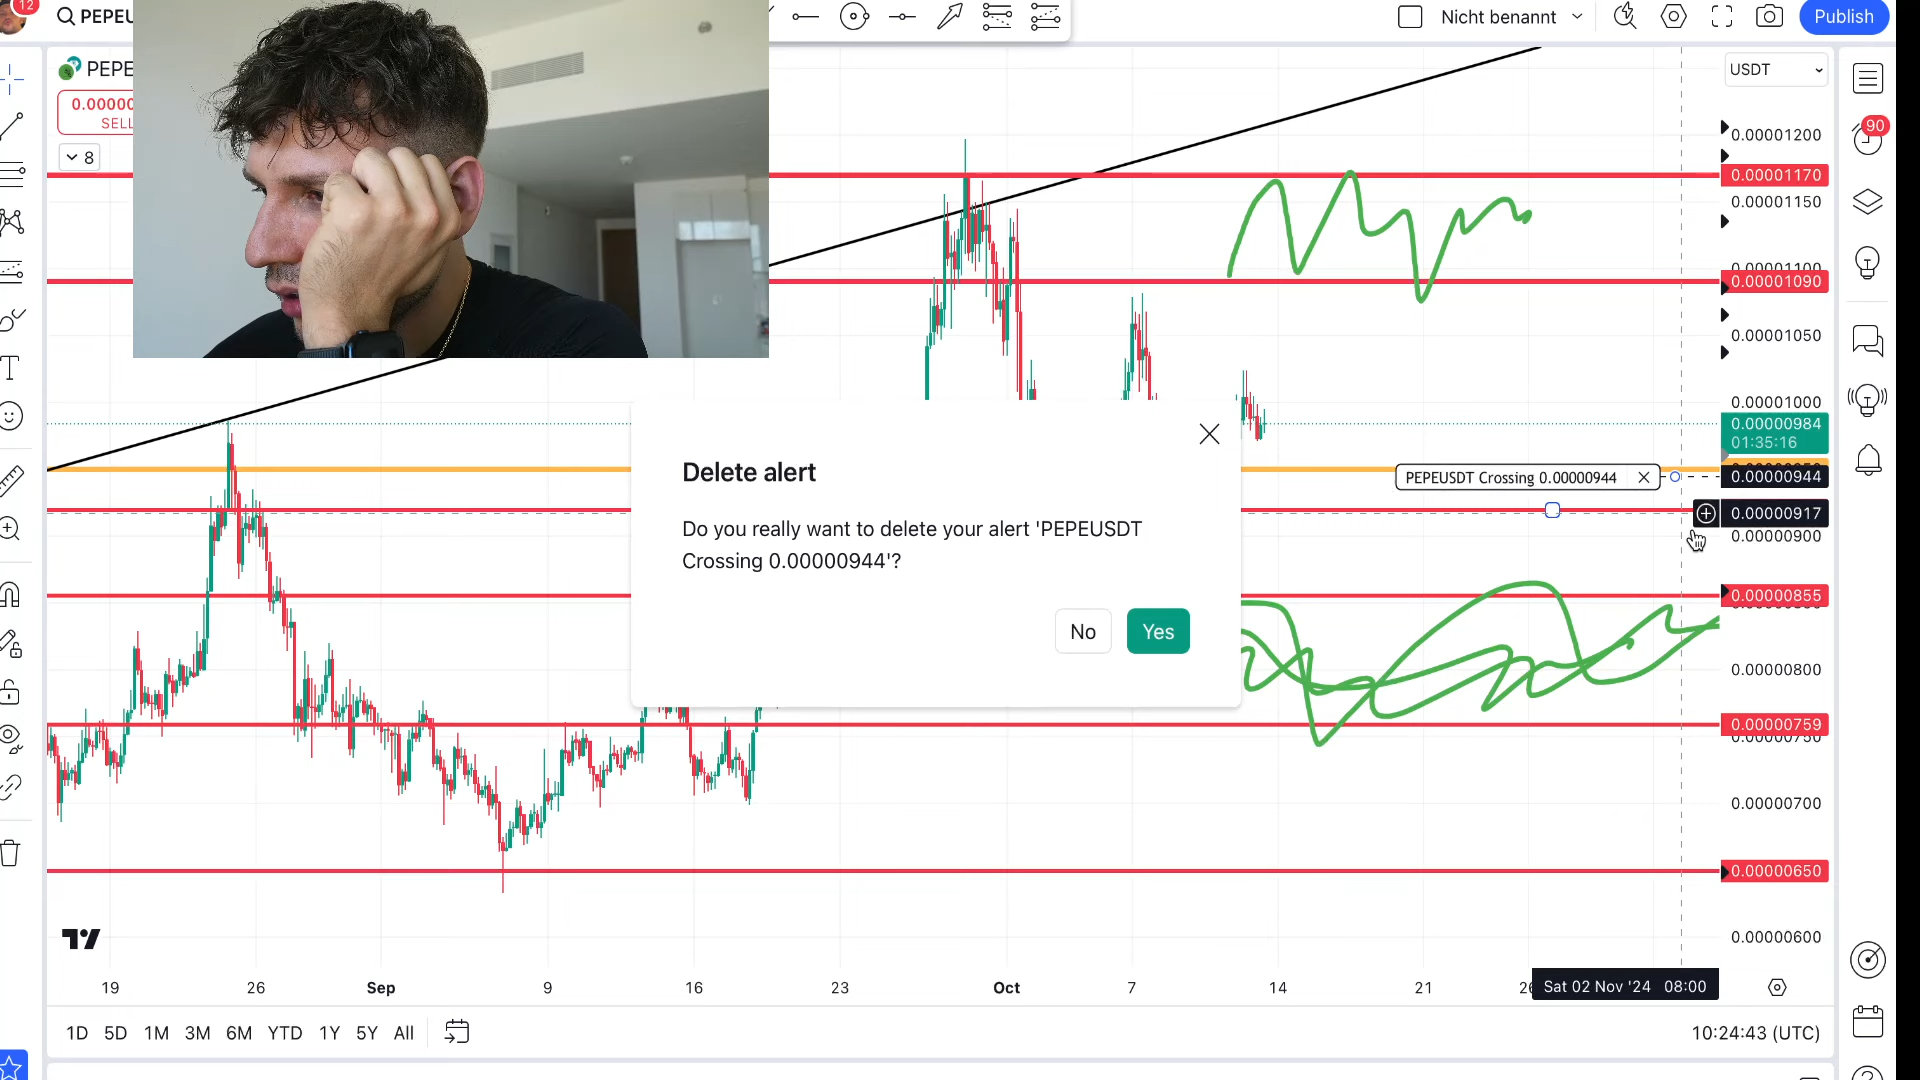 12
PEPEU
Nicht benannt
Publish
PEPE
USDT
0.0000
SELL
8
0.00001200
0.00001170
0.00001150
0.00001090
0.00001050
0.00001000
0.00000984
01:35:16
PEPEUSDT Crossing 0.00000944
0.00000944
0.00000917
0.00000900
0.00000855
0.00000800
0.00000759
0.00000700
0.00000650
0.00000600
90
Delete alert
Do you really want to delete your alert 'PEPEUSDT
Crossing 0.00000944'?
No
Yes
19
26
Sep
9
16
23
Oct
7
14
21
Sat 02 Nov '24 08:00
1D 5D 1M 3M 6M YTD 1Y 5Y All
10:24:43 (UTC)